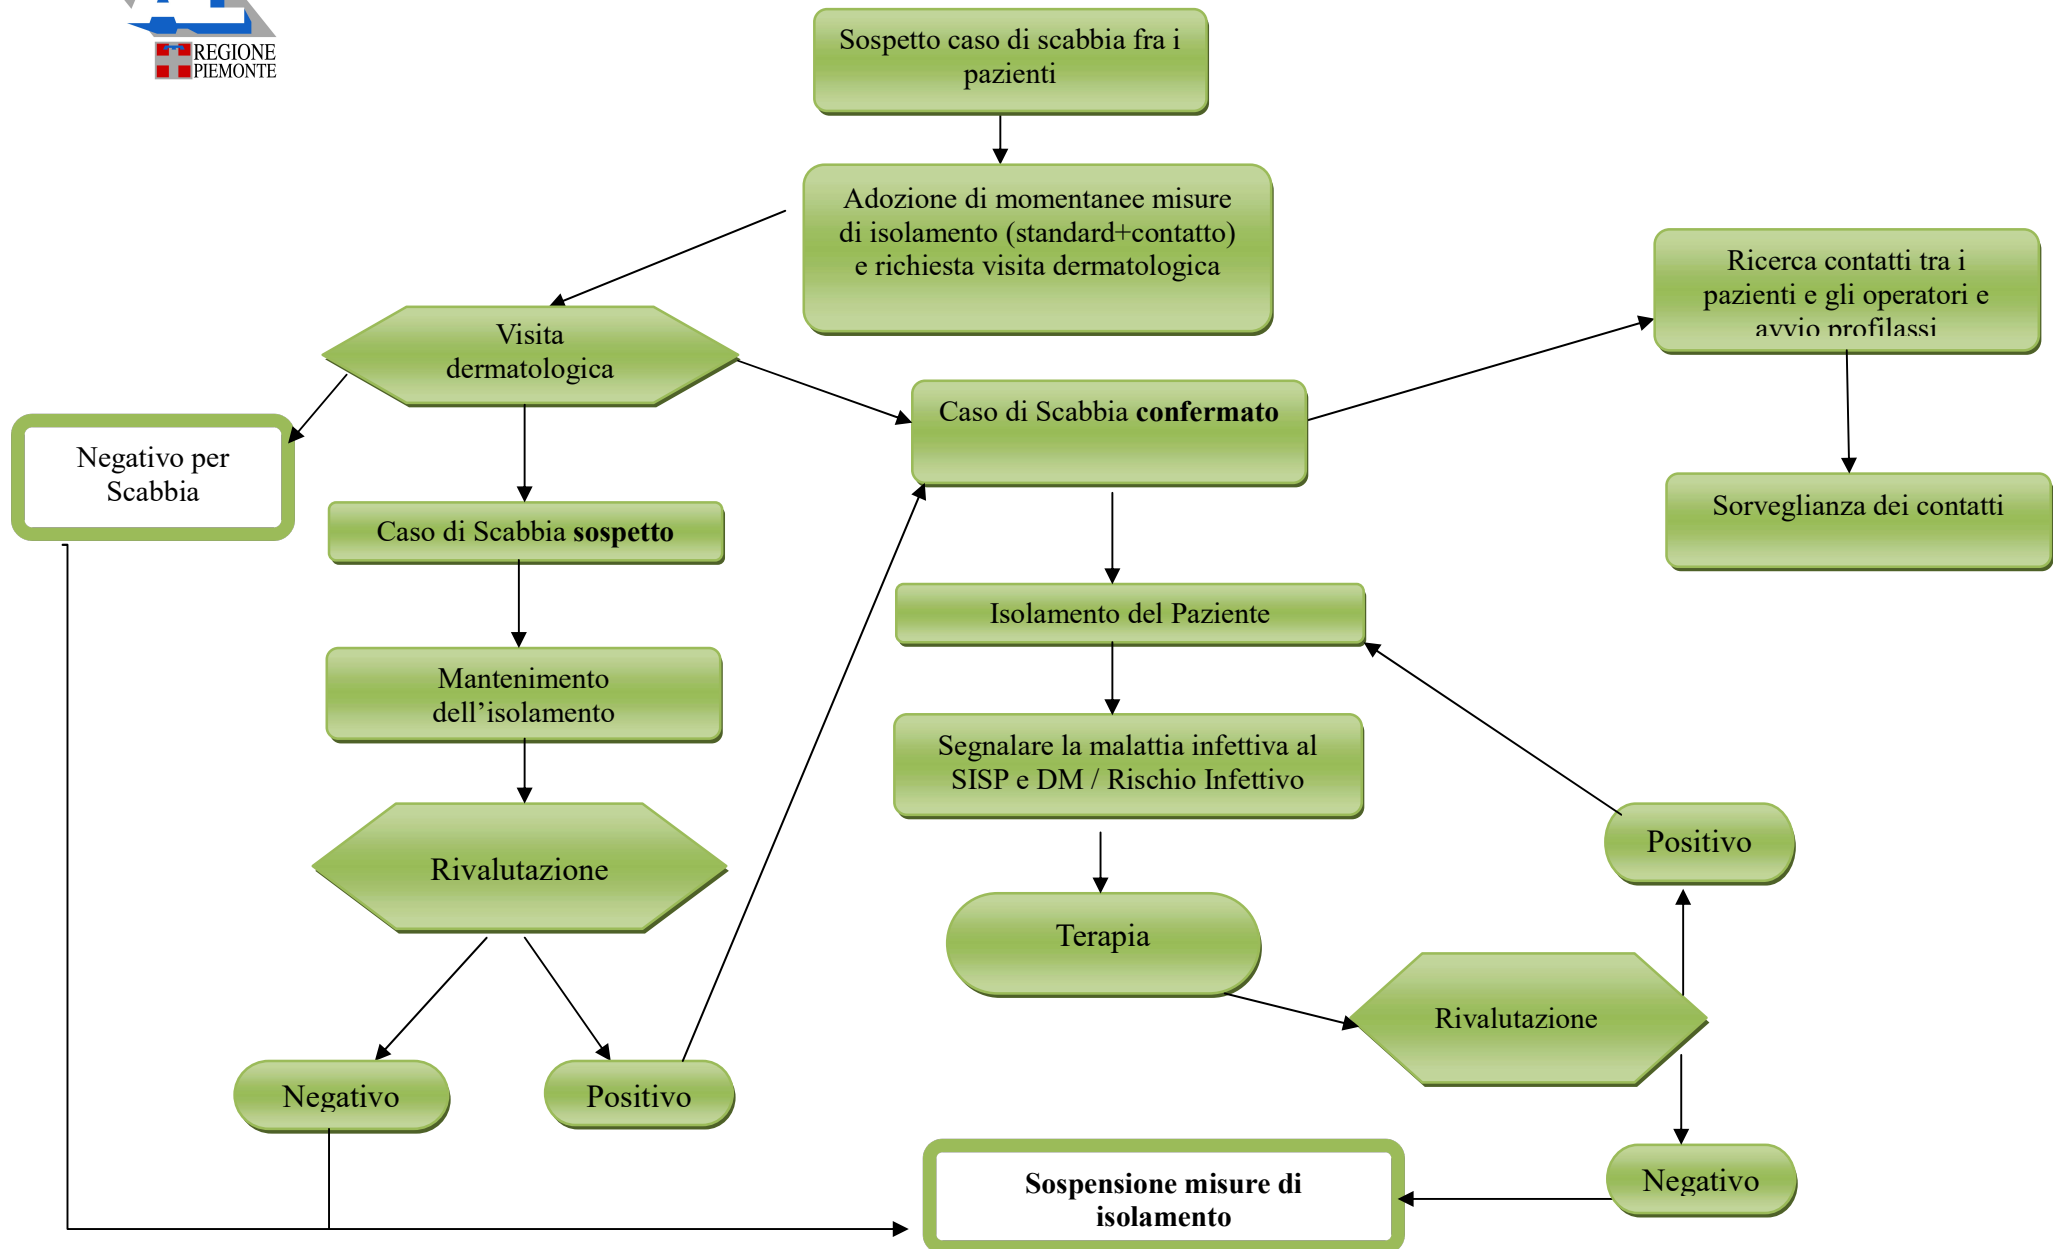 REGIONE
PIEMONTE
Sospetto caso di scabbia fra i
pazienti
Adozione di momentanee misure
di isolamento (standard+contatto)
e richiesta visita dermatologica
Ricerca contatti tra i
pazienti e gli operatori e
avvio profilassi
Visita
dermatologica
Caso di Scabbia confermato
Negativo per
Scabbia
Sorveglianza dei contatti
Caso di Scabbia sospetto
Isolamento del Paziente
Mantenimento
dell’isolamento
Segnalare la malattia infettiva al
SISP e DM / Rischio Infettivo
Positivo
Rivalutazione
Terapia
Rivalutazione
Negativo
Positivo
Negativo
Sospensione misure di
isolamento